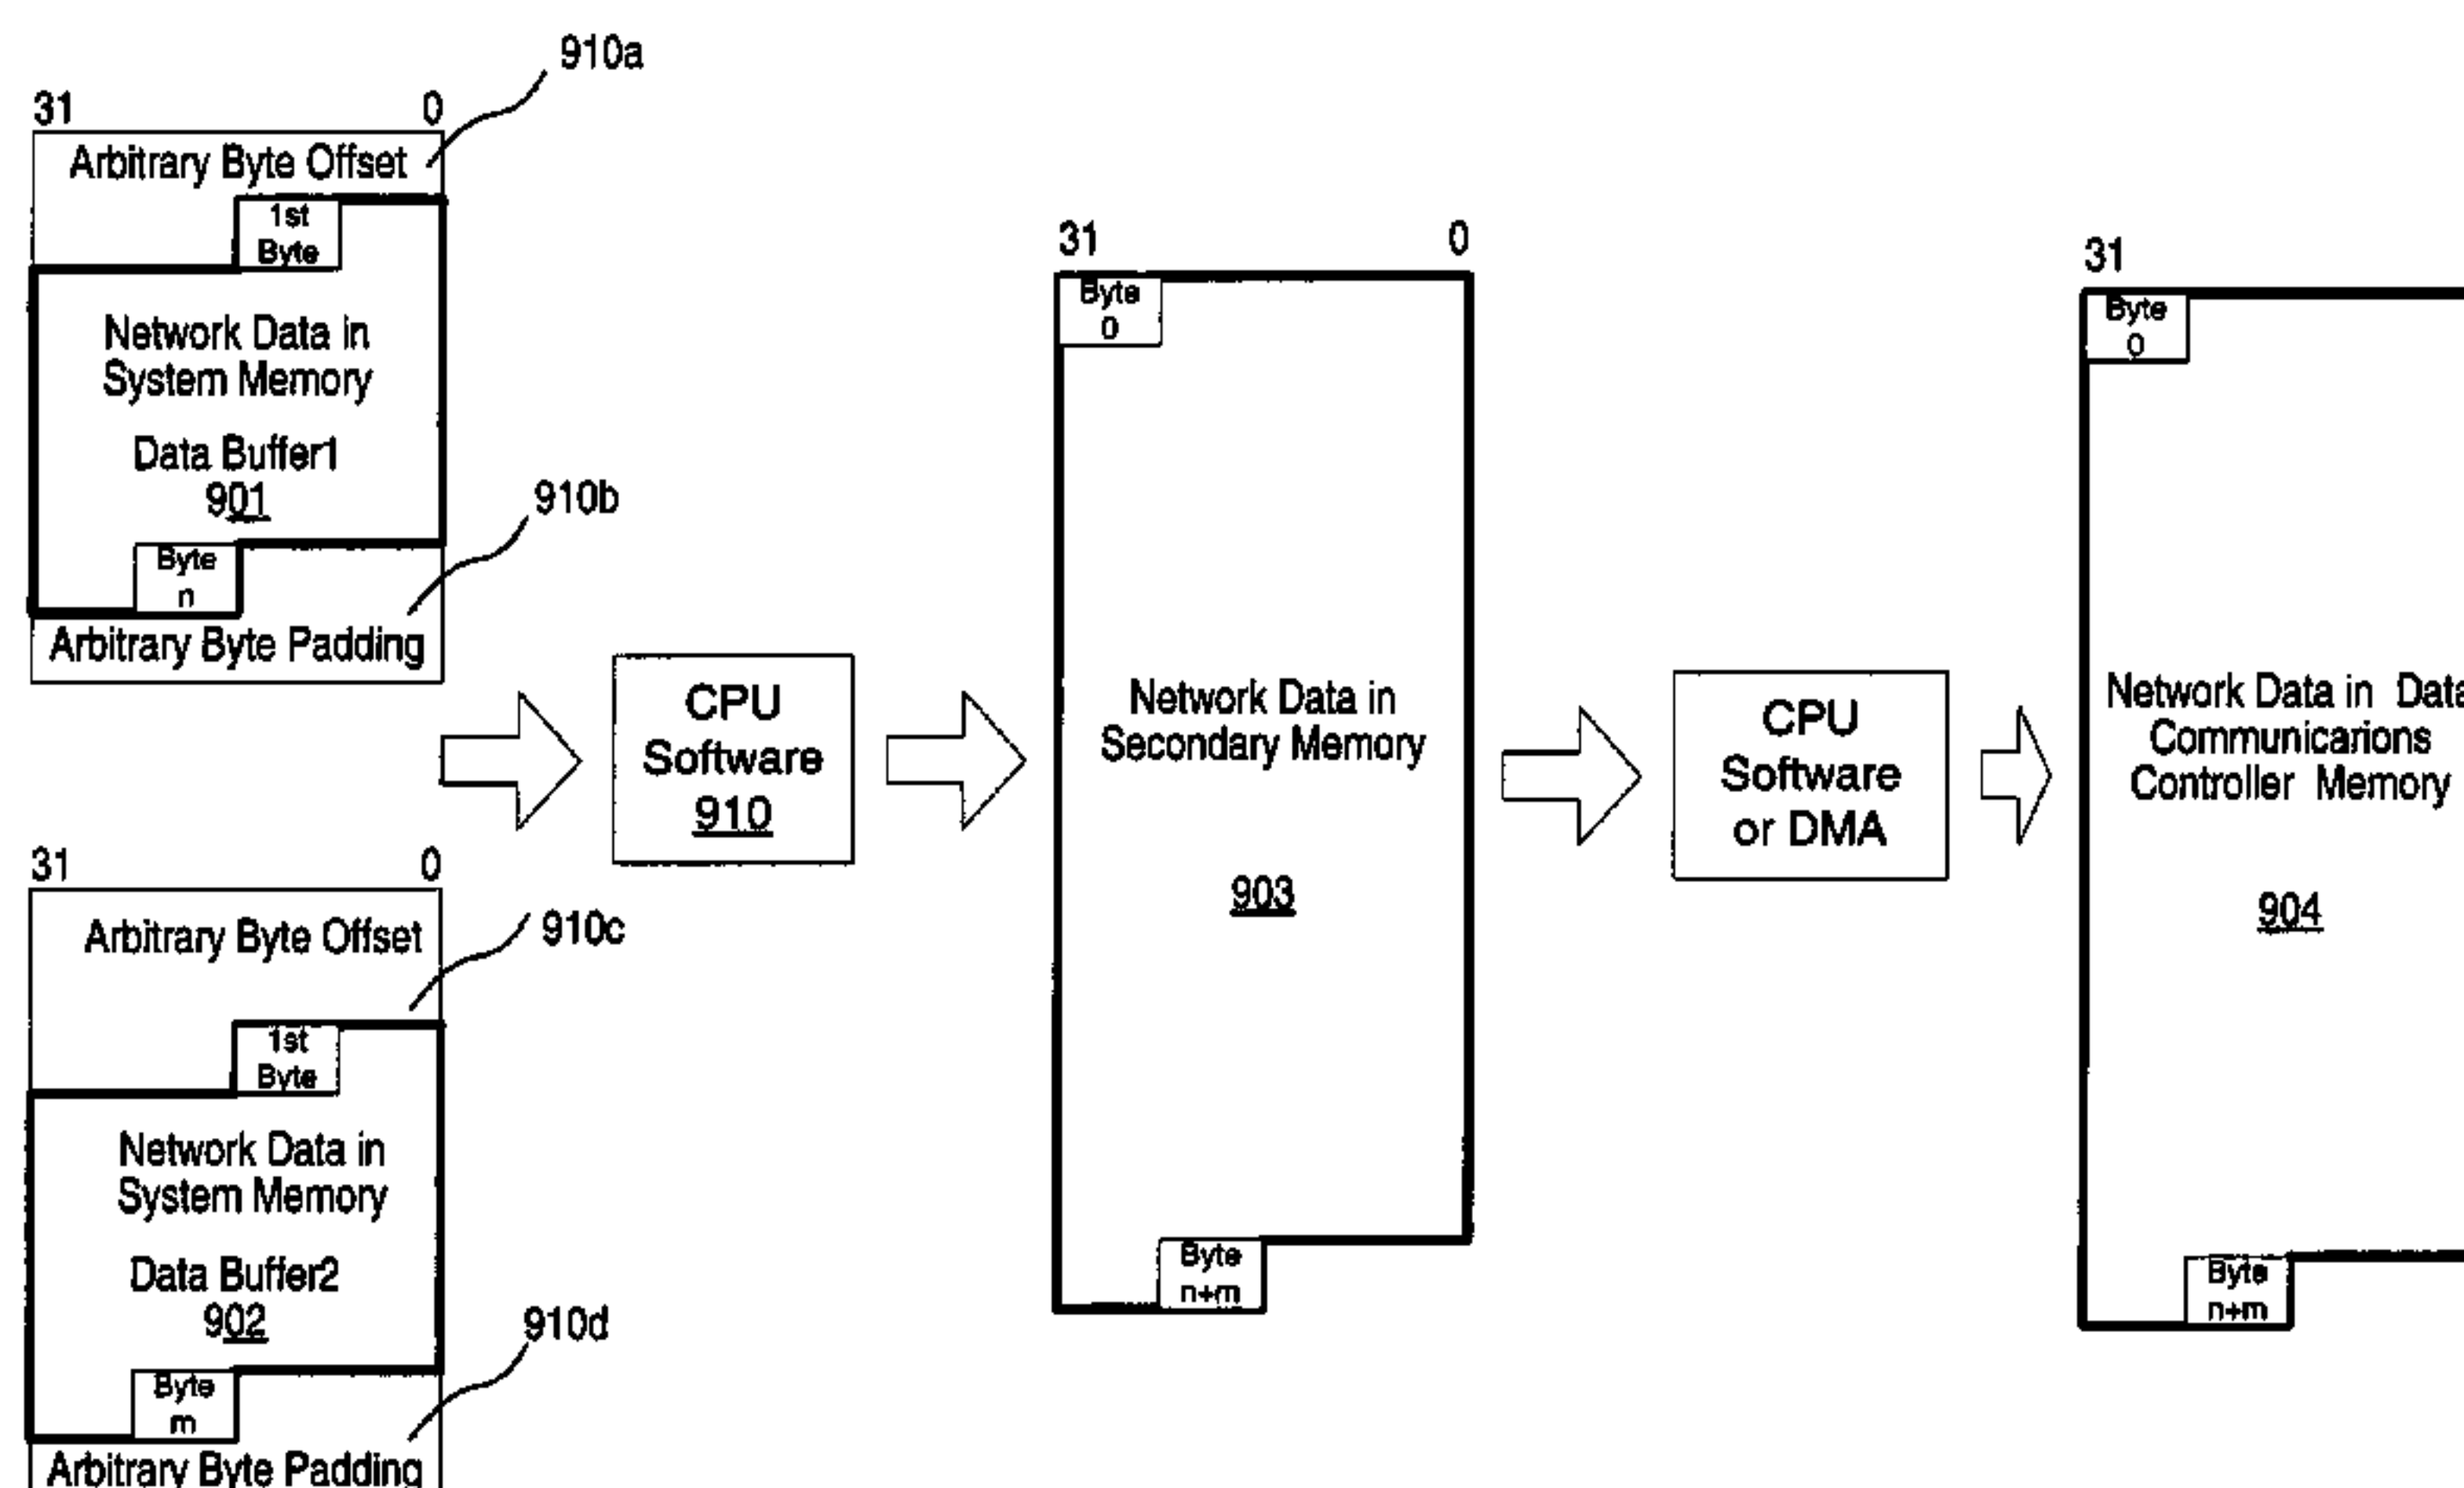 910a
31 0
Arbitrary Byte Offset
1st
Byte
Network Data in
System Memory
Data Buffer1
901
910b
Byte
n
Arbitrary Byte Padding
CPU
Software
910
31 0
Arbitrary Byte Offset
910c
1st
Byte
Network Data in
System Memory
Data Buffer2
902
910d
Byte
m
Arbitrary Byte Padding
31 0
Byte
0
Network Data in
Secondary Memory
903
Byte
n+m
CPU
Software
or DMA
31
Byte
0
Network Data in Data
Communicarions
Controller Memory
904
Byte
n+m